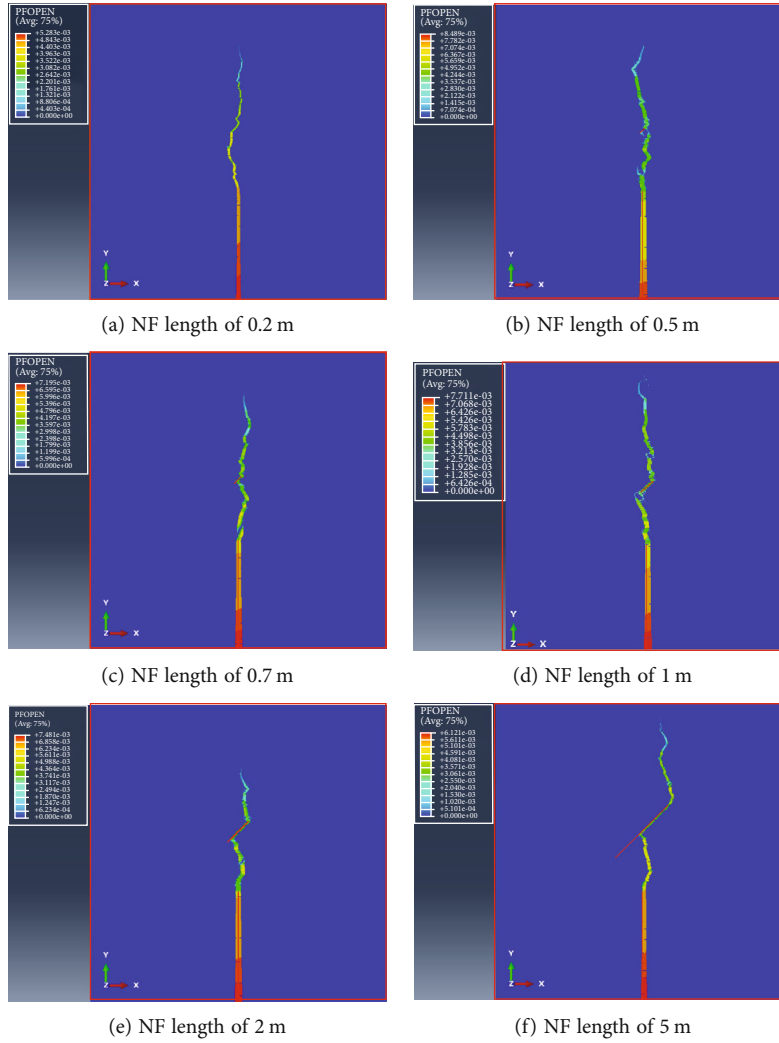 PFOPEN
(Avg: 75%)
+5.283e-03
+4.843e-03
+4.403e-03
+3.963e-03
+3.522e-03
+3.082e-03
+2.642e-03
+2.201e-03
+1.761e-03
+1.321e-03
+8.806e-04
+4.403e-04
+0.000e+00
Y
Z X
(a) NF length of 0.2 m
PFOPEN
(Avg: 75%)
+8.489e-03
+7.782e-03
+7.074e-03
+6.367e-03
+5.659e-03
+4.952e-03
+4.244e-03
+3.537e-03
+2.830e-03
+2.122e-03
+1.415e-03
+7.074e-04
+0.000e+00
Y
Z X
(b) NF length of 0.5 m
PFOPEN
(Avg: 75%)
+7.195e-03
+6.595e-03
+5.996e-03
+5.396e-03
+4.796e-03
+4.197e-03
+3.597e-03
+2.998e-03
+2.398e-03
+1.799e-03
+1.199e-03
+5.996e-04
+0.000e+00
Y
Z X
(c) NF length of 0.7 m
PFOPEN
(Avg: 75%)
+7.711e-03
+7.068e-03
+6.426e-03
+5.426e-03
+5.783e-03
+4.498e-03
+3.856e-03
+3.213e-03
+2.570e-03
+1.928e-03
+1.285e-03
+6.426e-04
+0.000e+00
Y
Z X
(d) NF length of 1 m
PFOPEN
(Avg: 75%)
+7.481e-03
+6.858e-03
+6.234e-03
+5.611e-03
+4.988e-03
+4.364e-03
+3.741e-03
+3.117e-03
+2.494e-03
+1.870e-03
+1.247e-03
+6.234e-04
+0.000e+00
Y
Z X
(e) NF length of 2 m
PFOPEN
(Avg: 75%)
+6.121e-03
+5.611e-03
+5.101e-03
+4.591e-03
+4.081e-03
+3.571e-03
+3.061e-03
+2.550e-03
+2.040e-03
+1.530e-03
+1.020e-03
+5.101e-04
+0.000e+00
Y
Z X
(f) NF length of 5 m